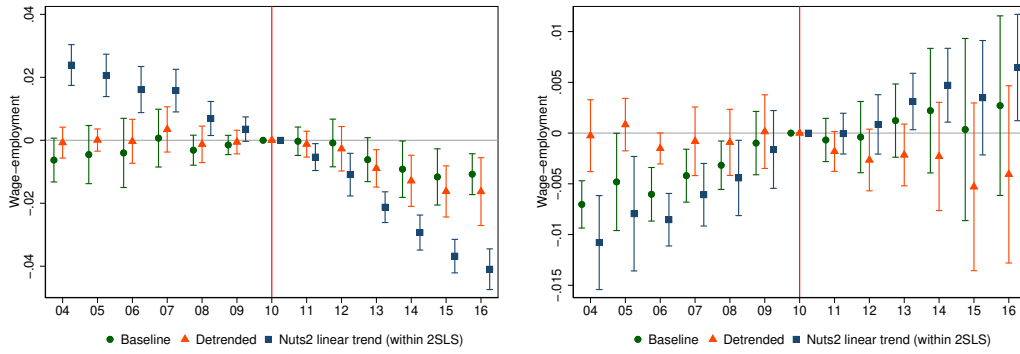 .04
.02
0
-.02
-.04
Wage-employment
04 05 06 07 08 09 10 11 12 13 14 15 16
Baseline Detrended Nuts2 linear trend (within 2SLS)
.01
.005
0
-.005
-.01
-.015
Wage-employment
04 05 06 07 08 09 10 11 12 13 14 15 16
Baseline Detrended Nuts2 linear trend (within 2SLS)